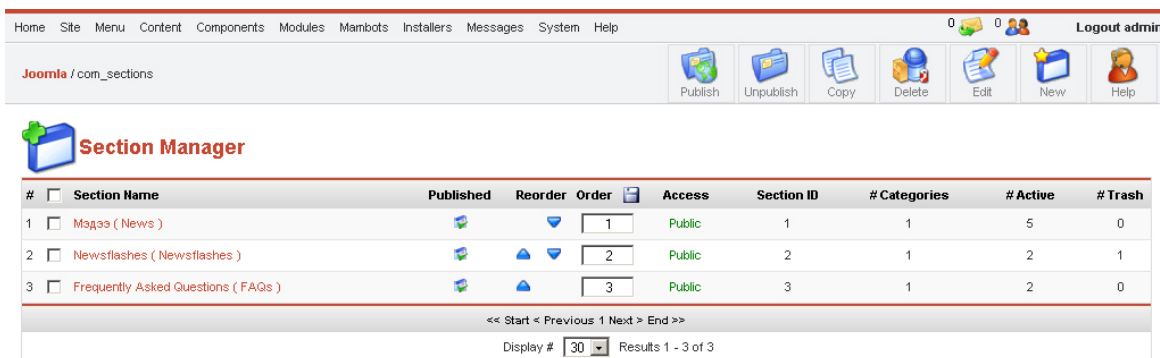 Home Site Menu Content Components Modules Mambots Installers Messages System Help 0 0 Logout admin
Joomla / com_sections
Publish Unpublish Copy Delete Edit New Help
Section Manager
# Section Name Published Reorder Order Access Section ID # Categories # Active # Trash
1 Мэдээ ( News ) 1 Public 1 1 5 0
2 Newsflashes ( Newsflashes ) 2 Public 2 1 2 1
3 Frequently Asked Questions ( FAQs ) 3 Public 3 1 2 0
<< Start < Previous 1 Next > End >>
Display # 30 Results 1 - 3 of 3